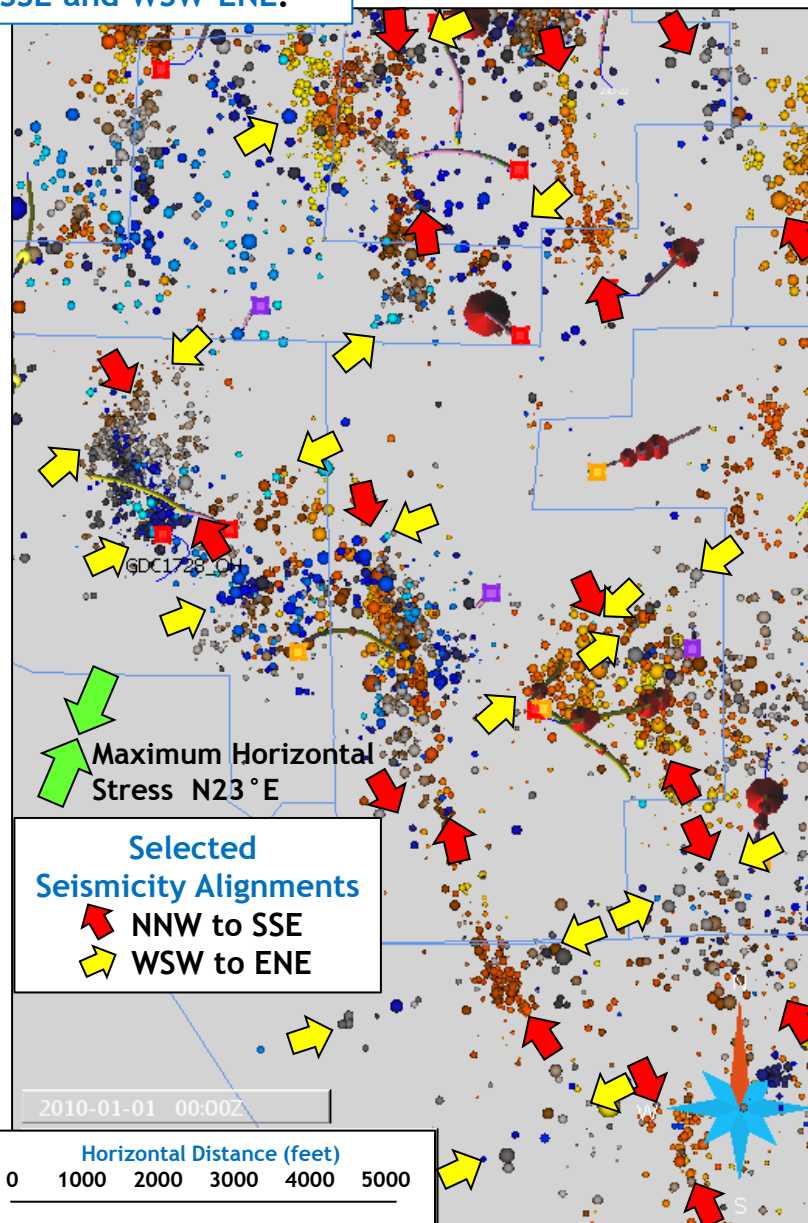 SSE and WSW-ENE.
GDC1728_OH
Maximum Horizontal
Stress N23°E
Selected
Seismicity Alignments
NNW to SSE
WSW to ENE
N
W
S
2010-01-01 00:00Z
Horizontal Distance (feet)
0 1000 2000 3000 4000 5000